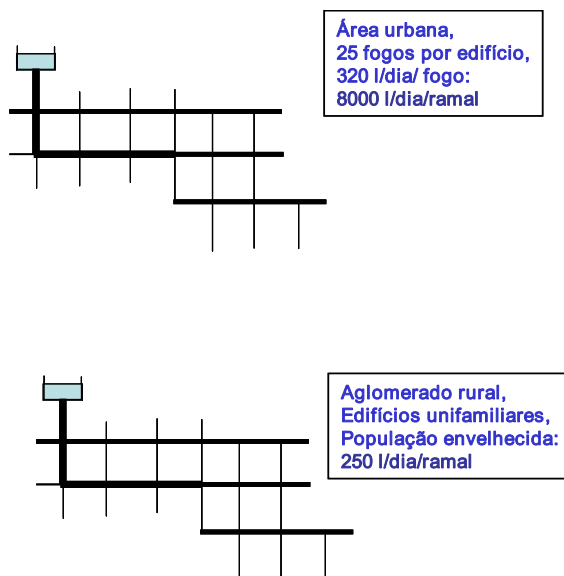 Área urbana,
25 fogos por edifício,
320 l/dia/ fogo:
8000 l/dia/ramal
Aglomerado rural,
Edifícios unifamiliares,
População envelhecida:
250 l/dia/ramal